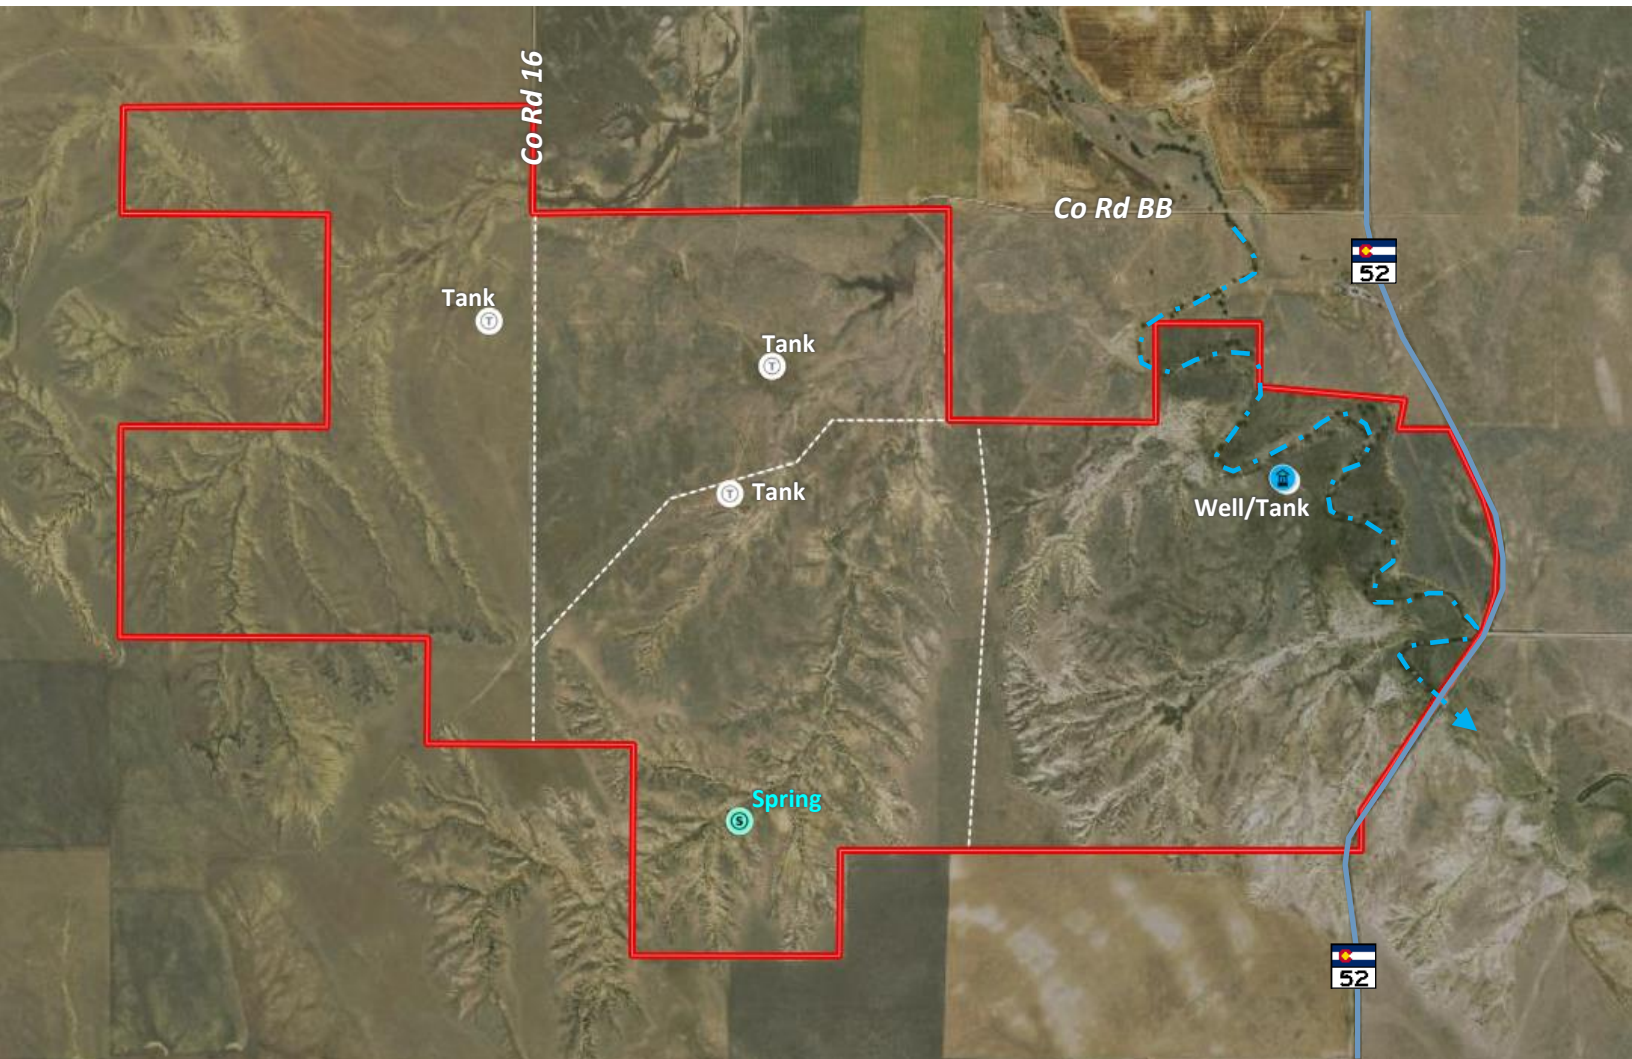 Co Rd 16
Co Rd BB
52
Tank
T
Tank
T
Tank
T
Well/Tank
Spring
S
52